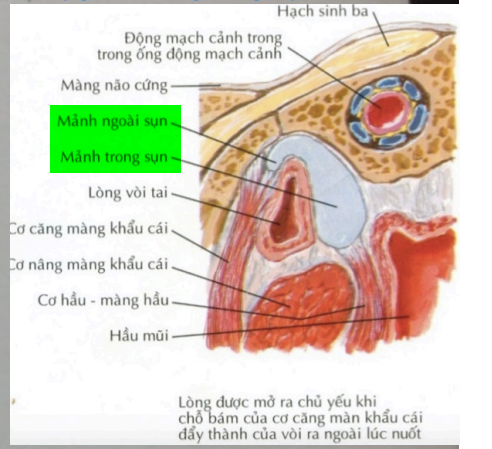 Hạch sinh ba
Động mạch cảnh trong
trong ống động mạch cảnh
Màng não cứng
Mảnh ngoài sụn
Mảnh trong sụn
Lòng vòi tai
Cơ căng màng khẩu cái
Cơ nâng màng khẩu cái
Cơ hầu - màng hầu
Hầu mũi
Lòng được mở ra chủ yếu khi
chỗ bám của cơ căng màn khẩu cái
đẩy thành của vòi ra ngoài lúc nuốt